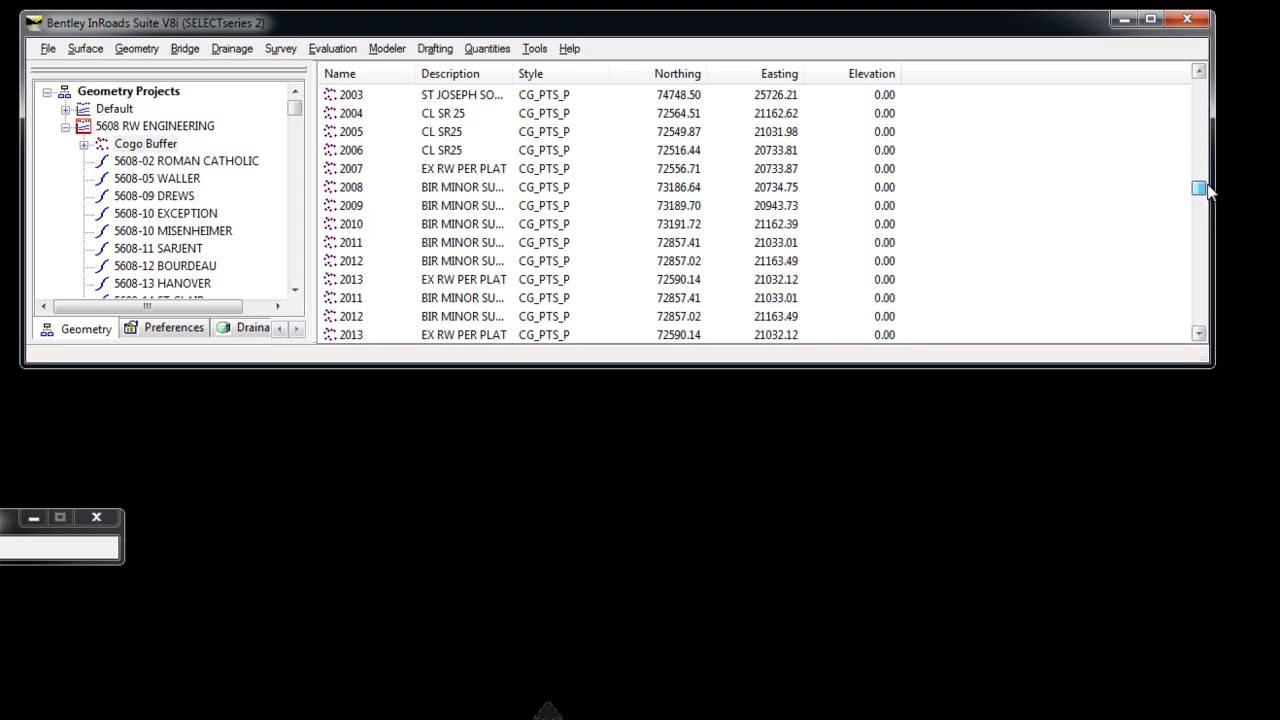 Bentley InRoads Suite V8i (SELECTseries 2)
File Surface Geometry Bridge Drainage Survey Evaluation Modeler Drafting Quantities Tools Help
Geometry Projects
Default
5608 RW ENGINEERING
Cogo Buffer
5608-02 ROMAN CATHOLIC
5608-05 WALLER
5608-09 DREWS
5608-10 EXCEPTION
5608-10 MISENHEIMER
5608-11 SARJENT
5608-12 BOURDEAU
5608-13 HANOVER
Geometry Preferences Draina
Name Description Style Northing Easting Elevation
2003 ST JOSEPH SO... CG_PTS_P 74748.50 25726.21 0.00
2004 CL SR 25 CG_PTS_P 72564.51 21162.62 0.00
2005 CL SR25 CG_PTS_P 72549.87 21031.98 0.00
2006 CL SR25 CG_PTS_P 72516.44 20733.81 0.00
2007 EX RW PER PLAT CG_PTS_P 72556.71 20733.87 0.00
2008 BIR MINOR SU... CG_PTS_P 73186.64 20734.75 0.00
2009 BIR MINOR SU... CG_PTS_P 73189.70 20943.73 0.00
2010 BIR MINOR SU... CG_PTS_P 73191.72 21162.39 0.00
2011 BIR MINOR SU... CG_PTS_P 72857.41 21033.01 0.00
2012 BIR MINOR SU... CG_PTS_P 72857.02 21163.49 0.00
2013 EX RW PER PLAT CG_PTS_P 72590.14 21032.12 0.00
2011 BIR MINOR SU... CG_PTS_P 72857.41 21033.01 0.00
2012 BIR MINOR SU... CG_PTS_P 72857.02 21163.49 0.00
2013 EX RW PER PLAT CG_PTS_P 72590.14 21032.12 0.00